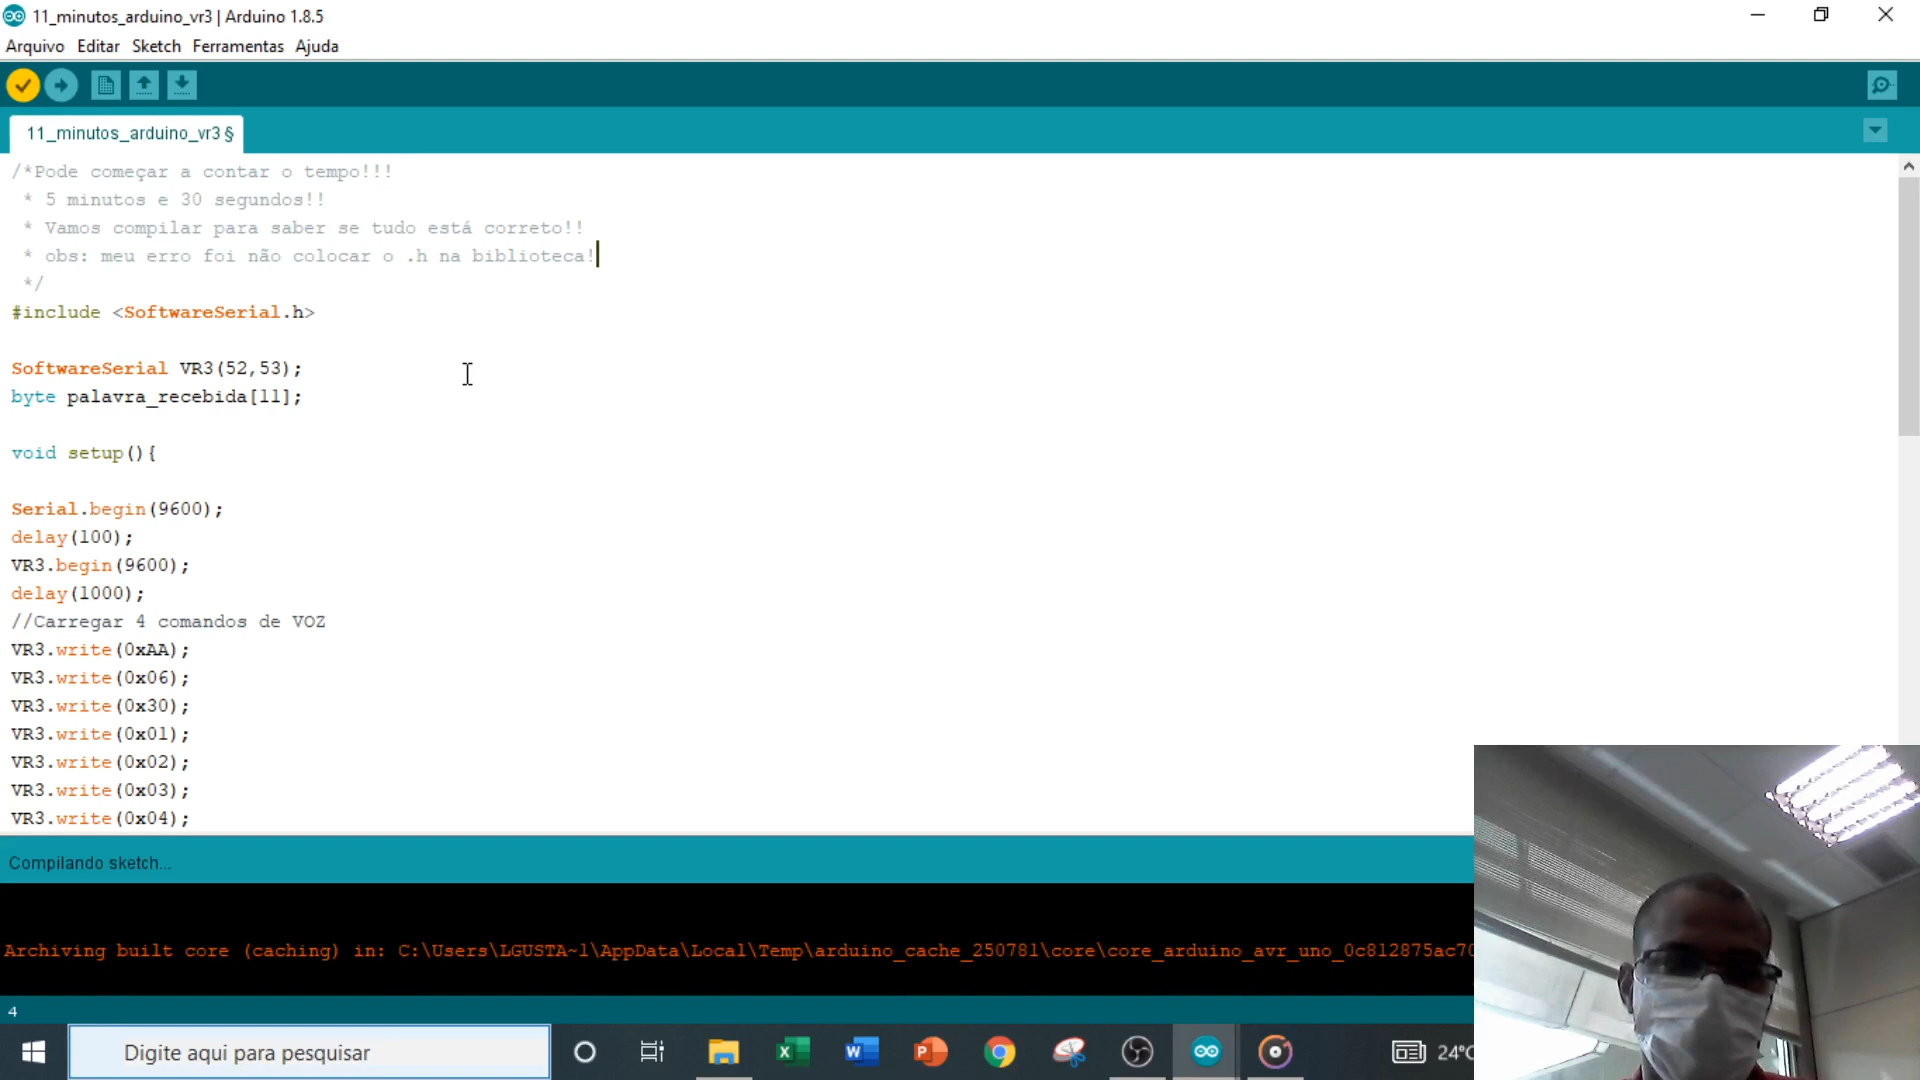 11_minutos_arduino_vr3 | Arduino 1.8.5
Arquivo Editar Sketch Ferramentas Ajuda
11_minutos_arduino_vr3 §
/*Pode começar a contar o tempo!!!
* 5 minutos e 30 segundos!!
* Vamos compilar para saber se tudo está correto!!
* obs: meu erro foi não colocar o .h na biblioteca!
*/
#include <SoftwareSerial.h>
SoftwareSerial VR3(52,53);
byte palavra_recebida[11];
void setup(){
Serial.begin(9600);
delay(100);
VR3.begin(9600);
delay(1000);
//Carregar 4 comandos de VOZ
VR3.write(0xAA);
VR3.write(0x06);
VR3.write(0x30);
VR3.write(0x01);
VR3.write(0x02);
VR3.write(0x03);
VR3.write(0x04);
Compilando sketch...
Archiving built core (caching) in: C:\Users\LGUSTA~1\AppData\Local\Temp\arduino_cache_250781\core\core_arduino_avr_uno_0c812875ac70
4
Digite aqui para pesquisar
24°C